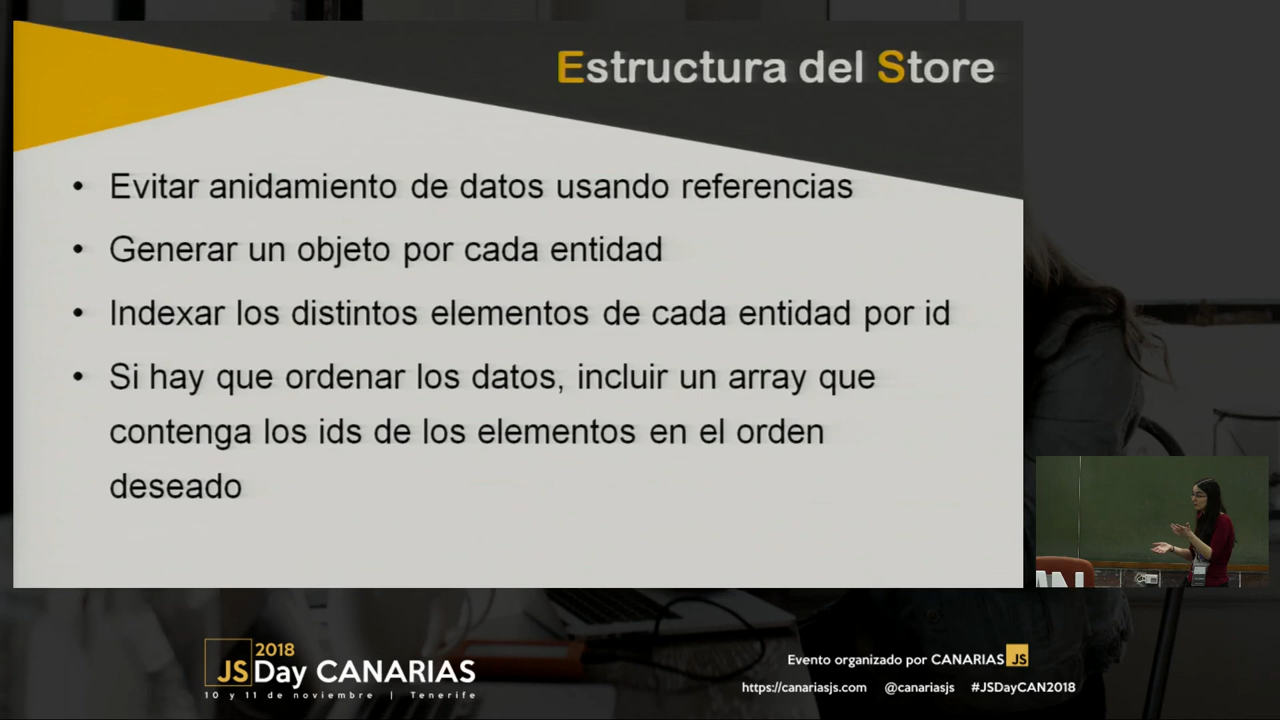 Estructura del Store
• Evitar anidamiento de datos usando referencias
• Generar un objeto por cada entidad
• Indexar los distintos elementos de cada entidad por id
• Si hay que ordenar los datos, incluir un array que
contenga los ids de los elementos en el orden
deseado
2018
JSDay CANARIAS
10 y 11 de noviembre | Tenerife
Evento organizado por CANARIAS JS
https://canariasjs.com @canariasjs #JSDayCAN2018